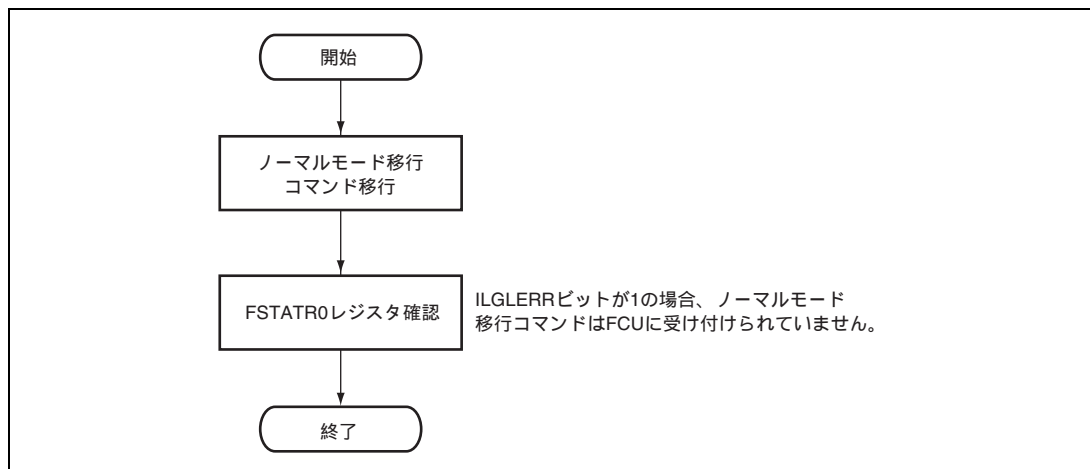 開始
ノーマルモード移行
コマンド移行
FSTATR0レジスタ確認
ILGLERRビットが1の場合、ノーマルモード
移行コマンドはFCUに受け付けられていません。
終了